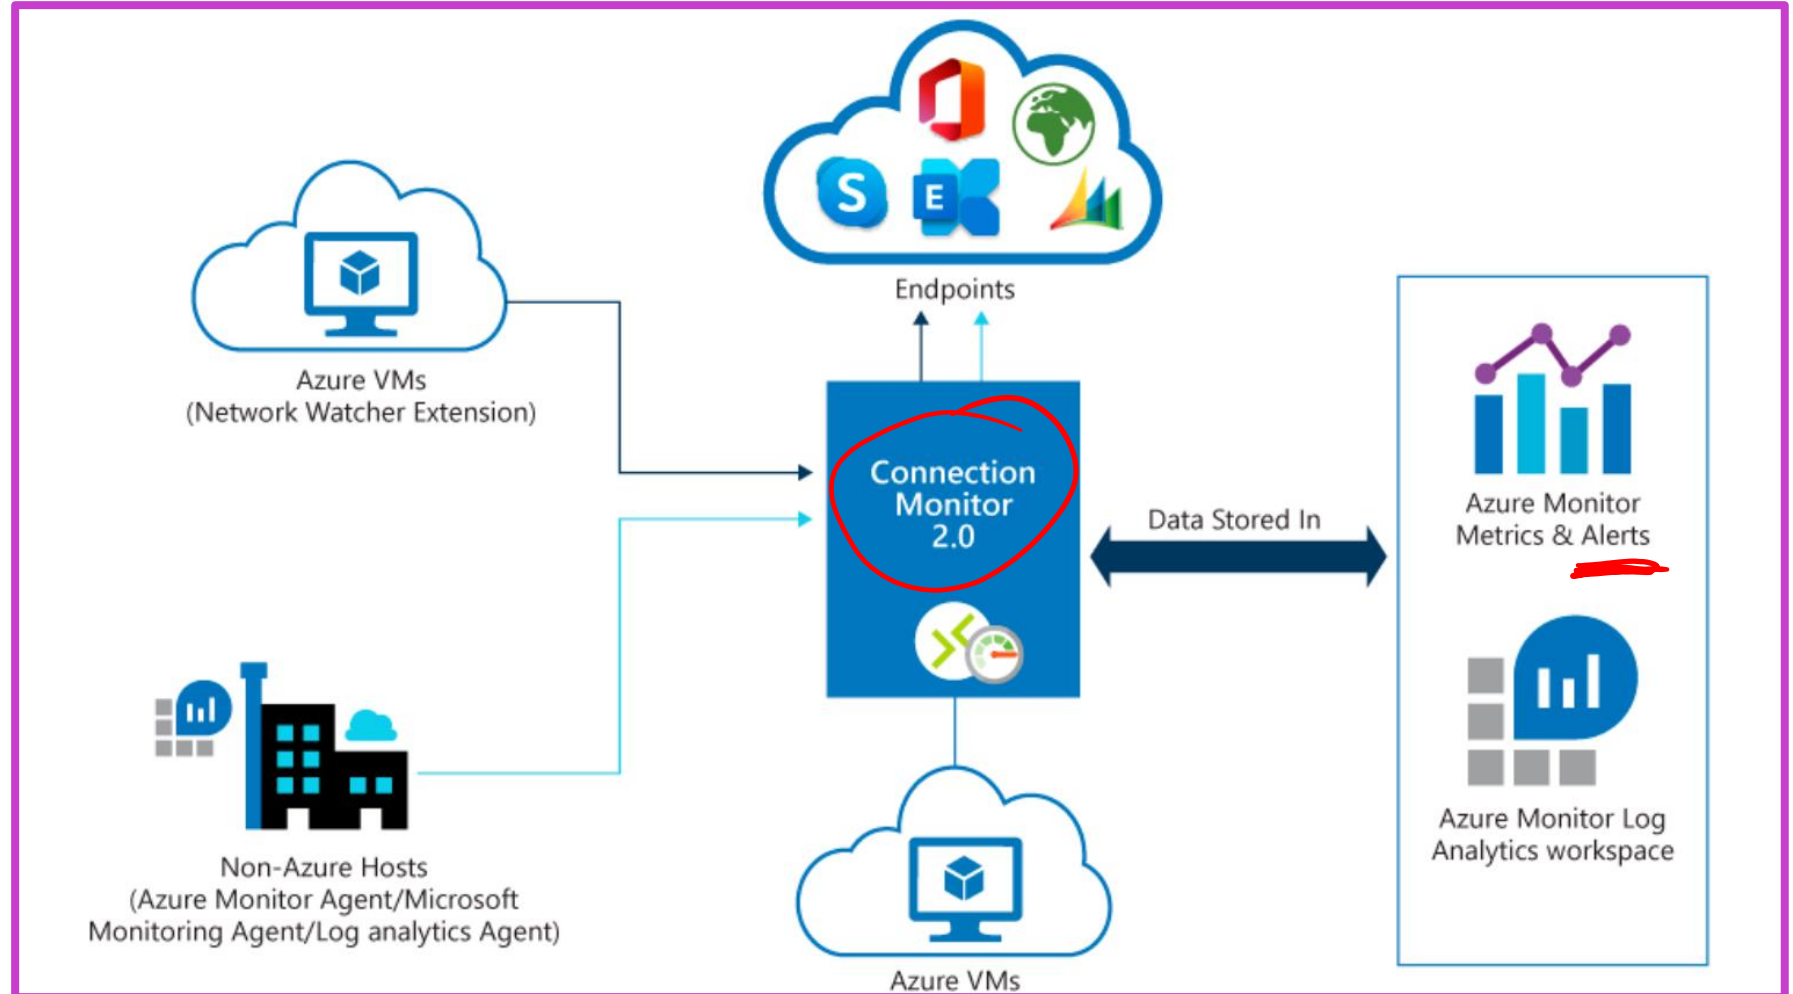 S
E
Endpoints
Azure VMs
(Network Watcher Extension)
Connection
Monitor
2.0
Data Stored In
Azure Monitor
Metrics & Alerts
Azure Monitor Log
Analytics workspace
Non-Azure Hosts
(Azure Monitor Agent/Microsoft
Monitoring Agent/Log analytics Agent)
Azure VMs